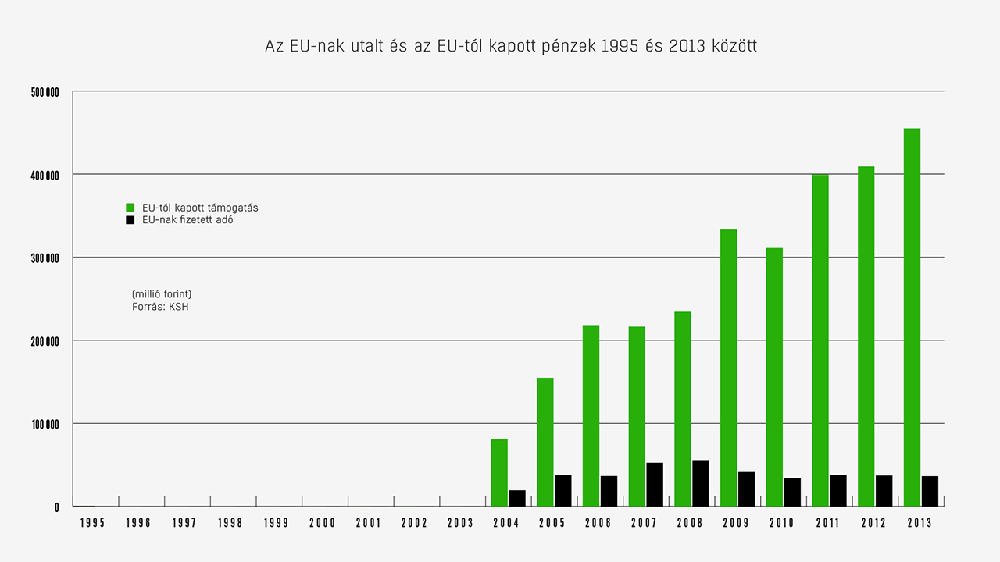 Az EU-nak utalt és az EU-tól kapott pénzek 1995 és 2013 között
500 000
400 000
EU-tól kapott támogatás
EU-nak fizetett adó
300 000
(millió forint)
Forrás: KSH
200 000
100 000
0
1995 1996 1997 1998 1999 2000 2001 2002 2003 2004 2005 2006 2007 2008 2009 2010 2011 2012 2013